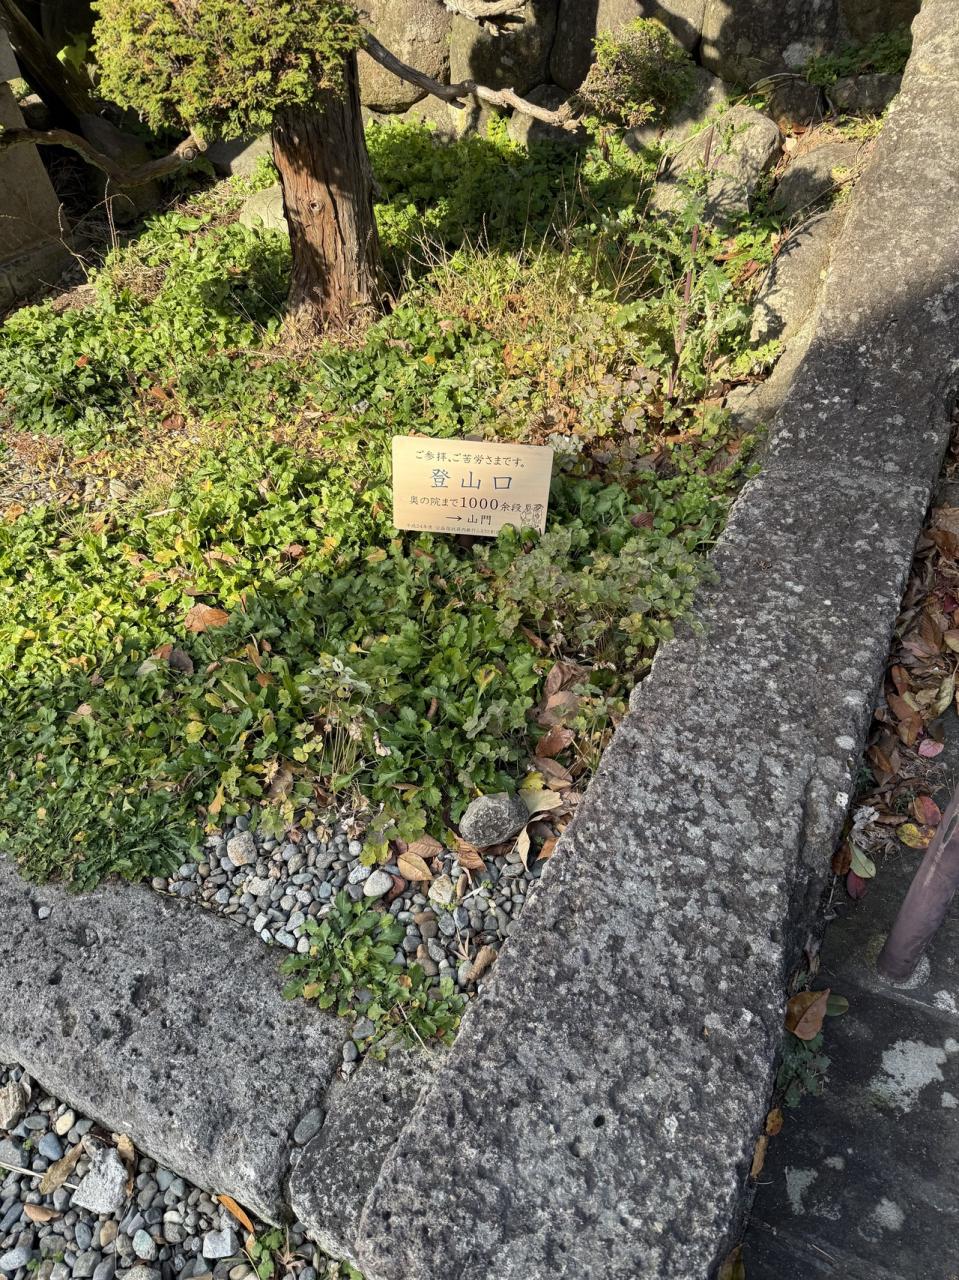 ご参拝、ご苦労さまです。
登山口
奥の院まで1000余段
→ 山門